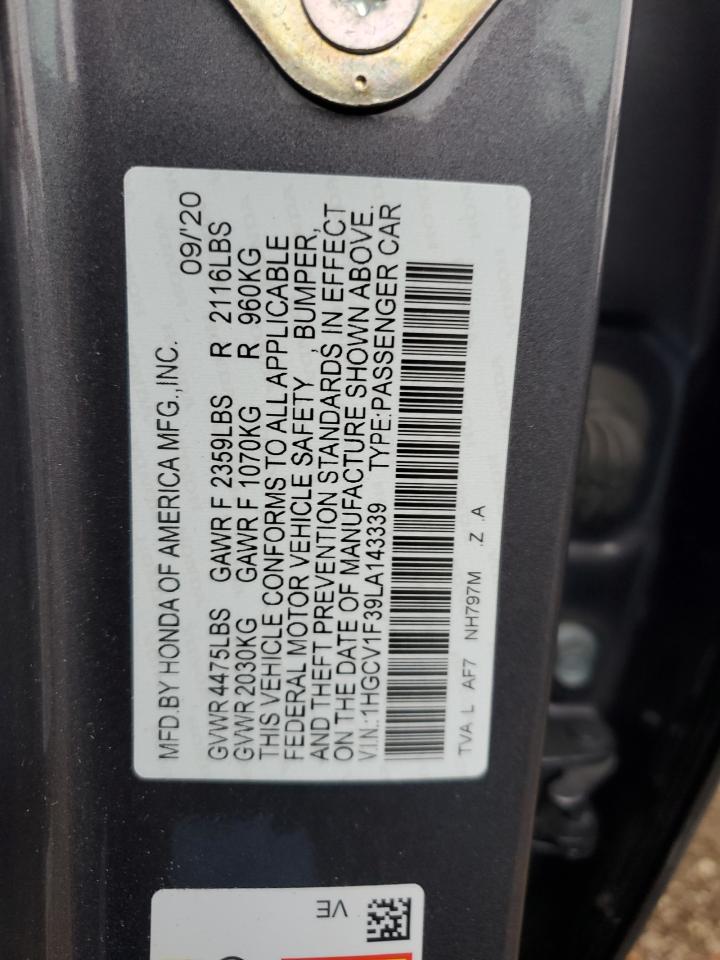 MFD.BY HONDA OF AMERICA MFG.,INC. 09/'20
GVWR 4475LBS GAWR F 2359LBS R 2116LBS
GVWR 2030KG GAWR F 1070KG R 960KG
THIS VEHICLE CONFORMS TO ALL APPLICABLE
FEDERAL MOTOR VEHICLE SAFETY , BUMPER,
AND THEFT PREVENTION STANDARDS IN EFFECT
ON THE DATE OF MANUFACTURE SHOWN ABOVE.
V.I.N.:1HGCV1F39LA143339 TYPE:PASSENGER CAR
TVA L AF7 NH797M .Z .A
VE